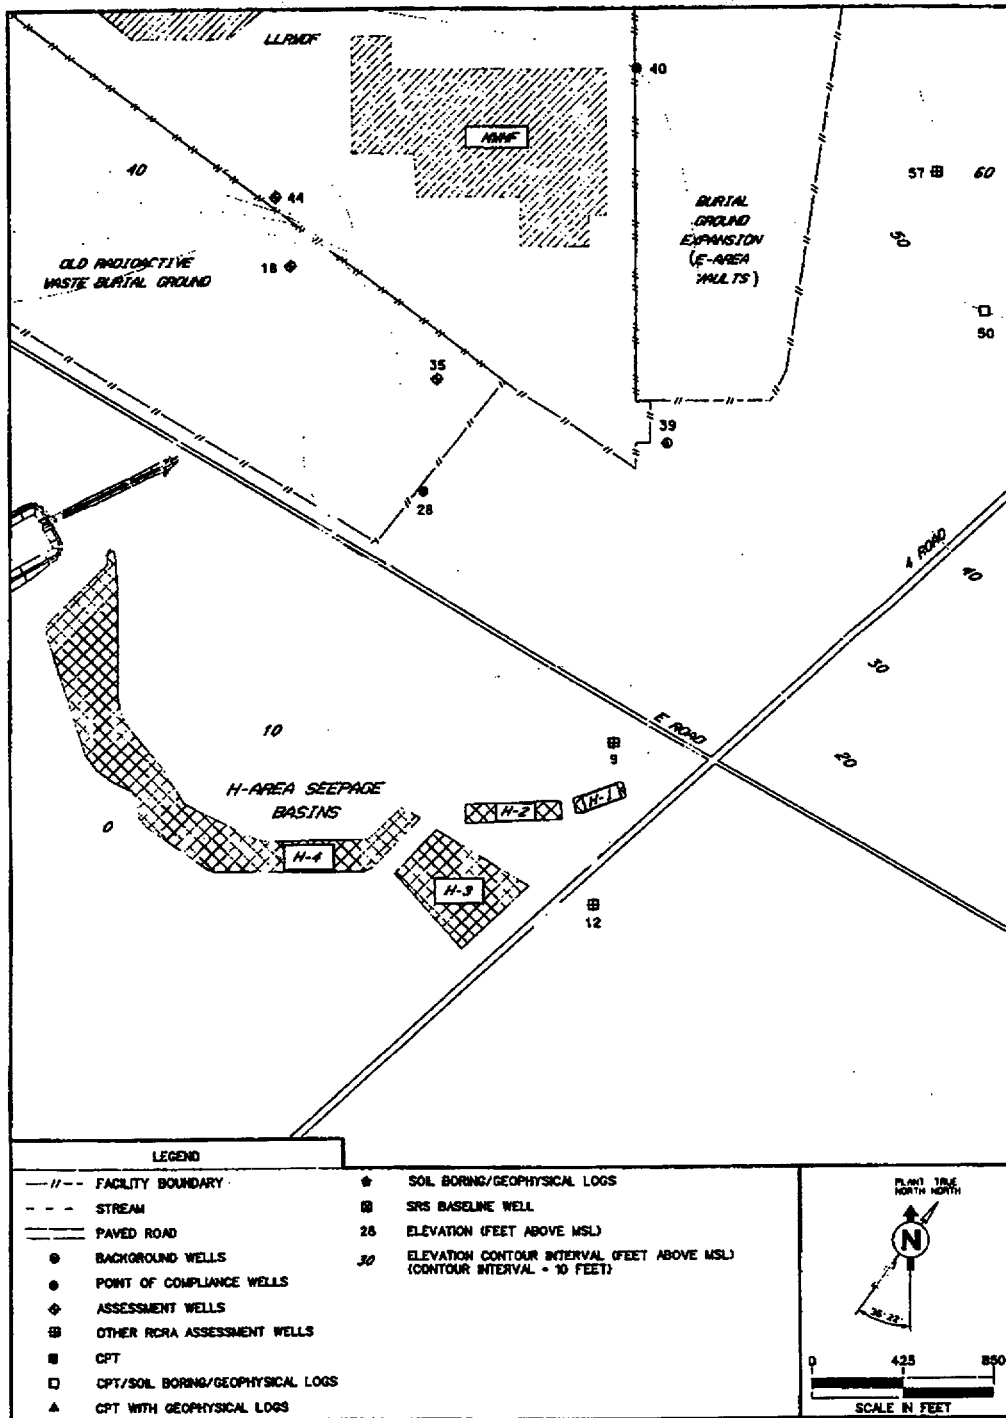 LLRMDF
40
MWMF
40
57
60
44
BURIAL
GROUND
EXPANSION
(E-AREA
VAULTS)
50
OLD RADIOACTIVE
WASTE BURIAL GROUND
18
50
35
39
28
A ROAD
40
30
E ROAD
10
9
20
H-AREA SEEPAGE
BASINS
H-2
H-1
0
H-4
H-3
12
LEGEND
FACILITY BOUNDARY
STREAM
PAVED ROAD
BACKGROUND WELLS
POINT OF COMPLIANCE WELLS
ASSESSMENT WELLS
OTHER RCRA ASSESSMENT WELLS
CPT
CPT/SOIL BORING/GEOPHYSICAL LOGS
CPT WITH GEOPHYSICAL LOGS
SOIL BORING/GEOPHYSICAL LOGS
SRS BASELINE WELL
28 ELEVATION (FEET ABOVE MSL)
30 ELEVATION CONTOUR INTERVAL (FEET ABOVE MSL)
(CONTOUR INTERVAL = 10 FEET)
PLANT TRUE
NORTH NORTH
N
36°22'
0 425 850
SCALE IN FEET